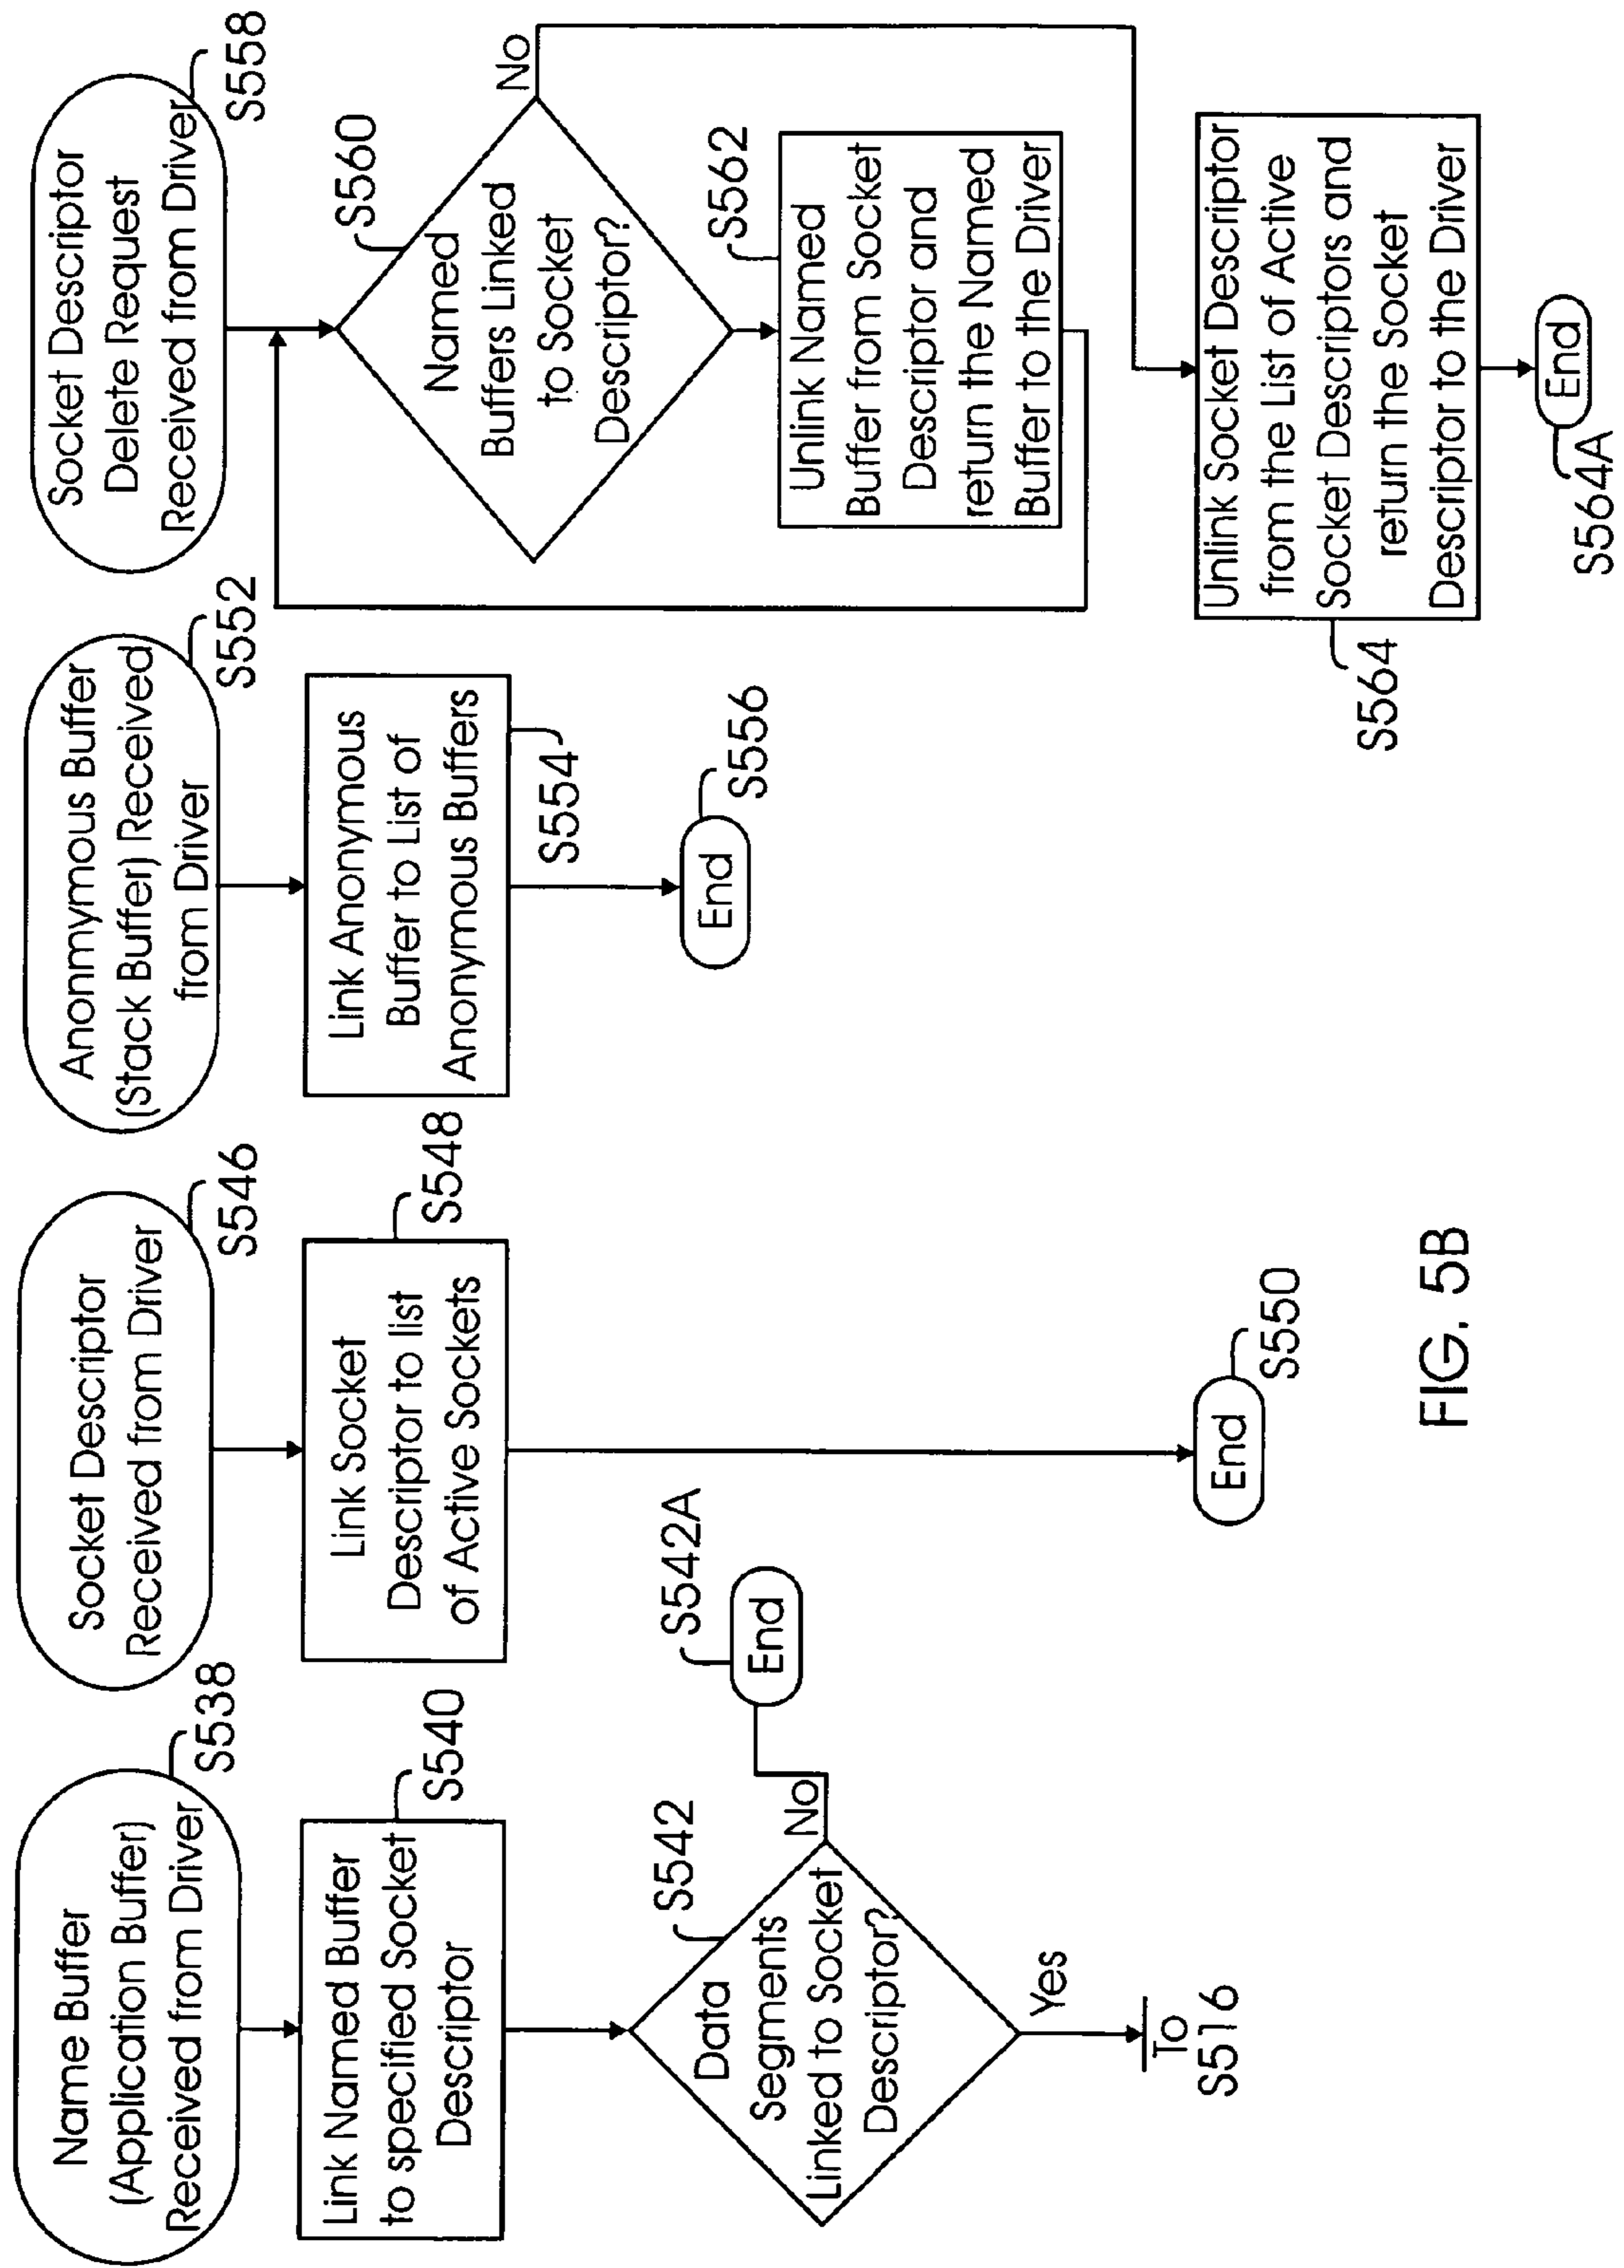 Name Buffer
(Application Buffer)
Received from Driver
S538
Link Named Buffer
to specified Socket
Descriptor
S540
Data
Segments
Linked to Socket
Descriptor?
S542
No
End
S542A
Yes
To
S516
Socket Descriptor
Received from Driver
S546
Link Socket
Descriptor to list
of Active Sockets
S548
End
S550
Anonmymous Buffer
(Stack Buffer) Received
from Driver
S552
Link Anonymous
Buffer to List of
Anonymous Buffers
S554
End
S556
Socket Descriptor
Delete Request
Received from Driver
S558
Named
Buffers Linked
to Socket
Descriptor?
S560
No
Unlink Named
Buffer from Socket
Descriptor and
return the Named
Buffer to the Driver
S562
Unlink Socket Descriptor
from the List of Active
Socket Descriptors and
return the Socket
Descriptor to the Driver
S564
End
S564A
FIG. 5B